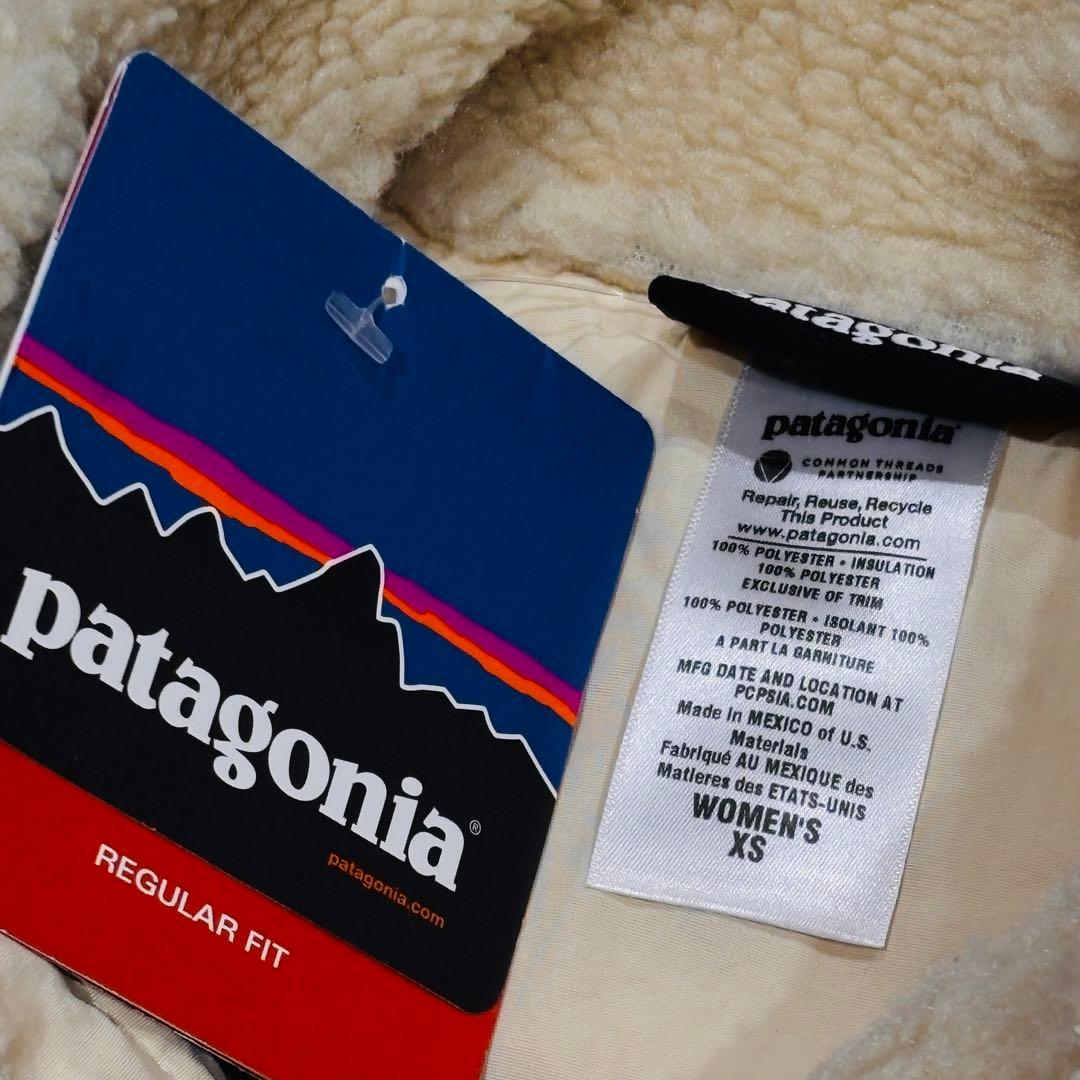 patagonia®
patagonia.com
REGULAR FIT
patagonia
patagonia®
COMMON THREADS
PARTNERSHIP
Repair, Reuse, Recycle
This Product
www.patagonia.com
100% POLYESTER • INSULATION
100% POLYESTER
EXCLUSIVE OF TRIM
100% POLYESTER • ISOLANT 100%
POLYESTER
A PART LA GARNITURE
MFG DATE AND LOCATION AT
PCPSIA.COM
Made in MEXICO of U.S.
Materials
Fabriqué AU MEXIQUE des
Matieres des ETATS-UNIS
WOMEN'S
XS